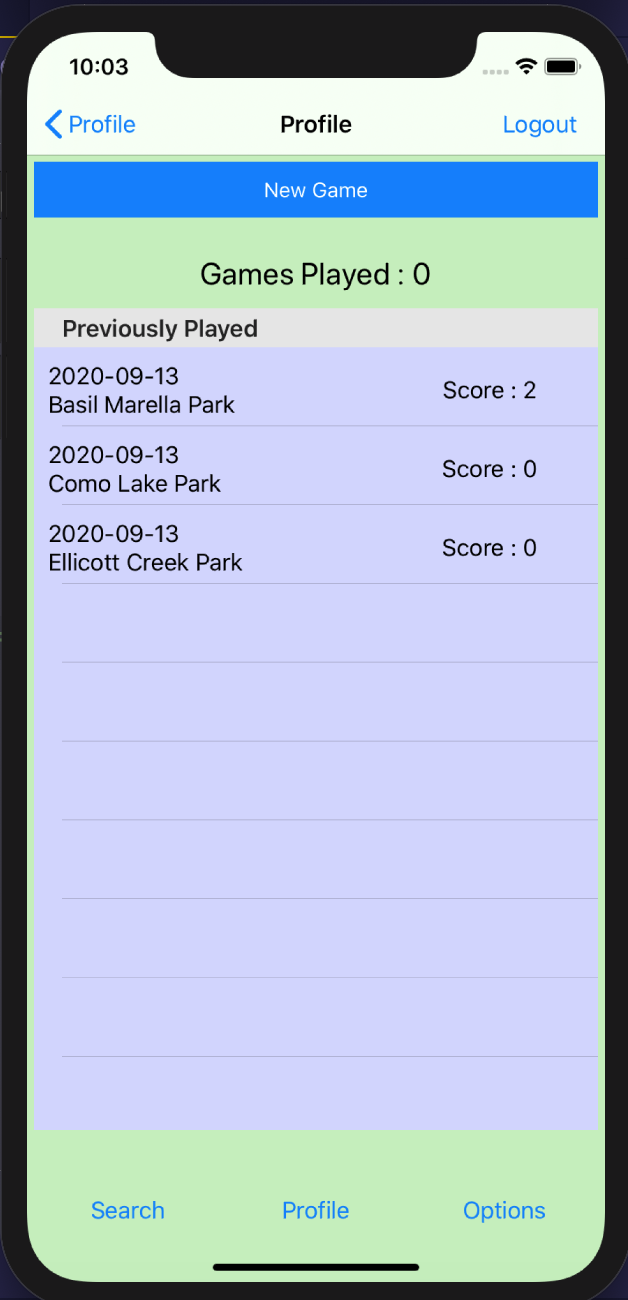 10:03
Profile
Profile
Logout
New Game
Games Played : 0
Previously Played
2020-09-13
Basil Marella Park
Score : 2
2020-09-13
Como Lake Park
Score : 0
2020-09-13
Ellicott Creek Park
Score : 0
Search
Profile
Options